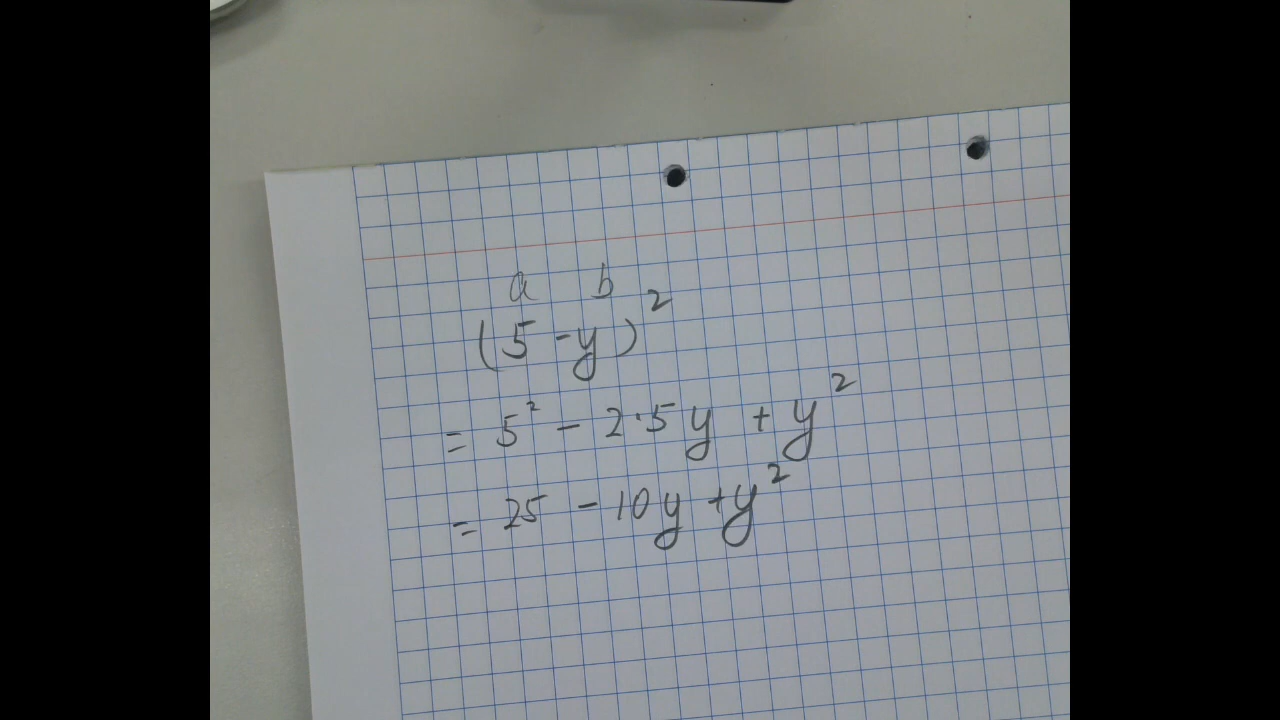 a b
(5 - y)²
= 5² - 2·5y + y²
= 25 - 10y + y²